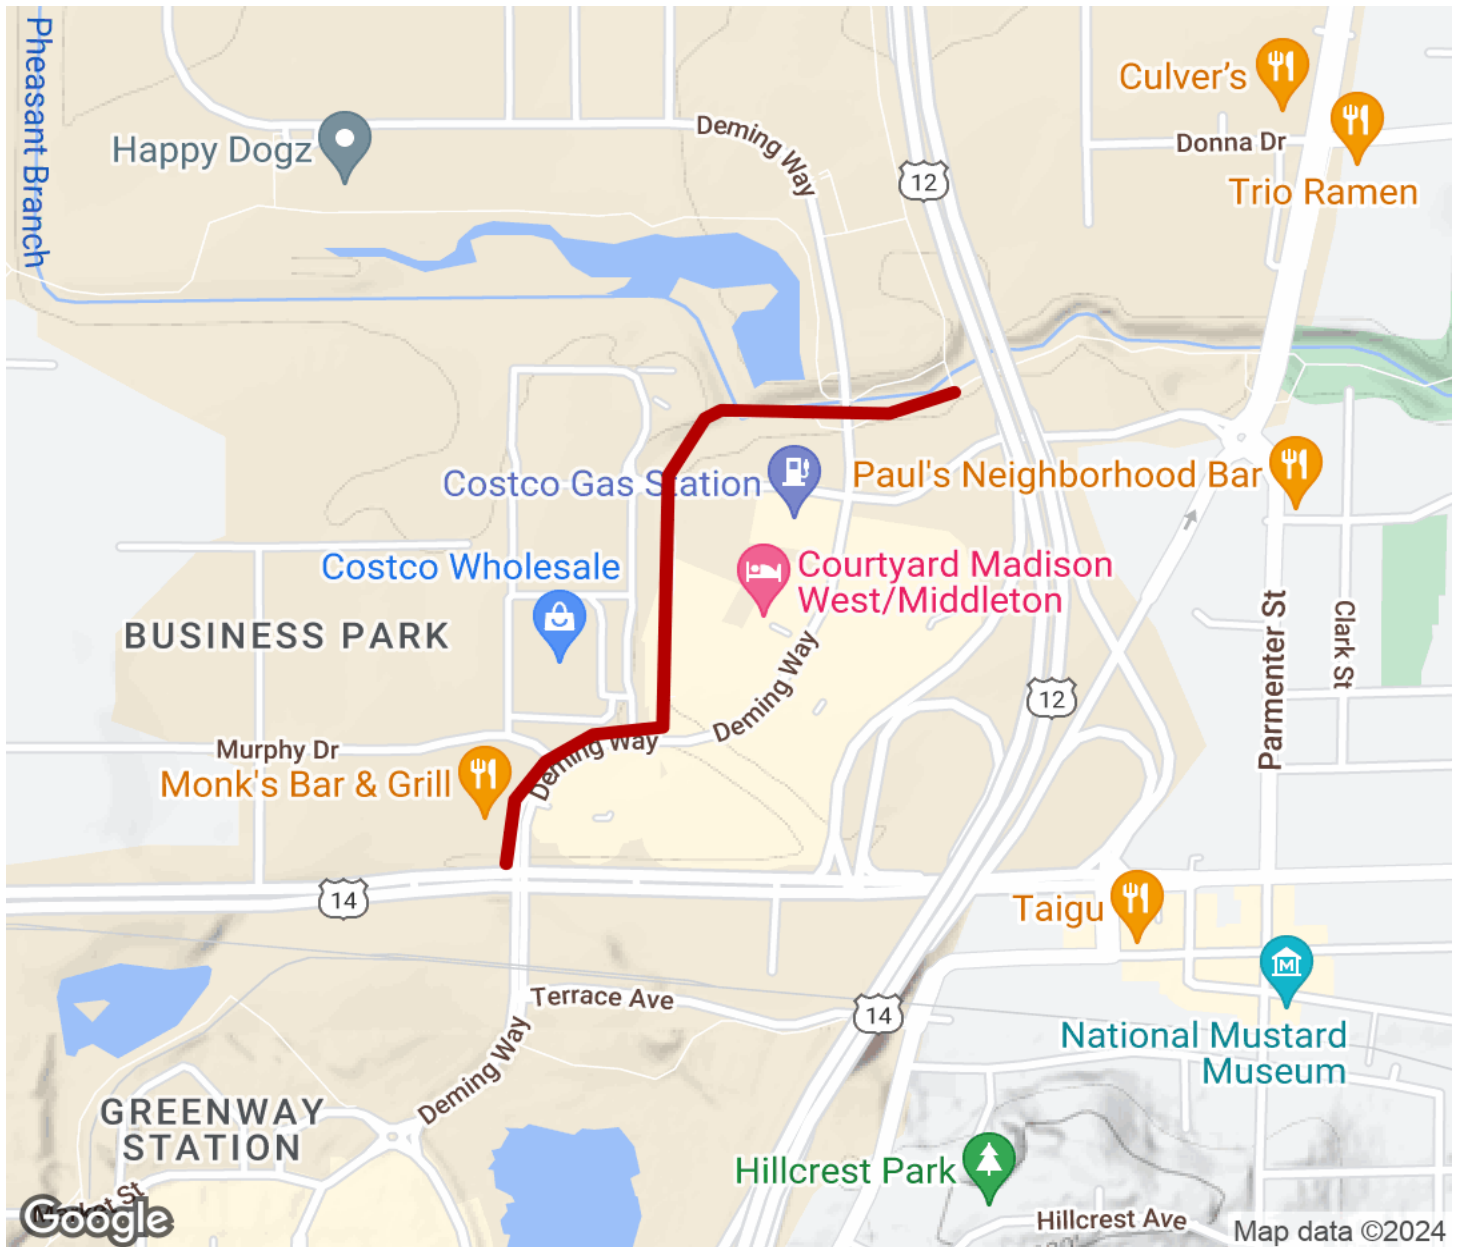 Pheasant Branch
Culver's
Donna Dr
Trio Ramen
Happy Dogz
Deming Way
12
Costco Gas Station
Paul's Neighborhood Bar
Costco Wholesale
Courtyard Madison
West/Middleton
BUSINESS PARK
Parmenter St
Clark St
Deming Way
12
Murphy Dr
Deming Way
Monk's Bar & Grill
14
Taigu
Terrace Ave
14
National Mustard
Museum
Deming Way
GREENWAY
STATION
Hillcrest Park
Market St
Google
Hillcrest Ave
Map data ©2024